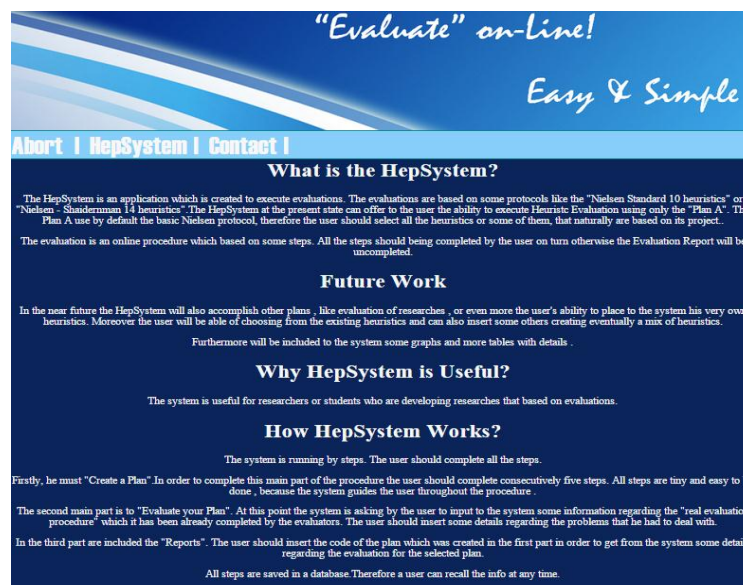 “Evaluate” on-Line!
Easy & Simple
Abort | HepSystem | Contact |
What is the HepSystem?
The HepSystem is an application which is created to execute evaluations. The evaluations are based on some protocols like the "Nielsen Standard 10 heuristics" or
"Nielsen - Shaidernman 14 heuristics".The HepSystem at the present state can offer to the user the ability to execute Heuristc Evaluation using only the "Plan A".
Plan A use by default the basic Nielsen protocol, therefore the user should select all the heuristics or some of them, that naturally are based on its project..
The evaluation is an online procedure which based on some steps. All the steps should being completed by the user on turn otherwise the Evaluation Report will be
uncompleted.
Future Work
In the near future the HepSystem will also accomplish other plans , like evaluation of researches , or even more the user's ability to place to the system his very own
heuristics. Moreover the user will be able of choosing from the existing heuristics and can also insert some others creating eventually a mix of heuristics.
Furthermore will be included to the system some graphs and more tables with details .
Why HepSystem is Useful?
The system is useful for researchers or students who are developing researches that based on evaluations.
How HepSystem Works?
The system is running by steps. The user should complete all the steps.
Firstly, he must "Create a Plan".In order to complete this main part of the procedure the user should complete consecutively five steps. All steps are tiny and easy to
done , because the system guides the user throughout the procedure .
The second main part is to "Evaluate your Plan". At this point the system is asking by the user to input to the system some information regarding the "real
procedure" which it has been already completed by the evaluators. The user should insert some details regarding the problems that he had to deal with.
In the third part are included the "Reports". The user should insert the code of the plan which was created in the first part in order to get from the system some
regarding the evaluation for the selected plan.
All steps are saved in a database.Therefore a user can recall the info at any time.